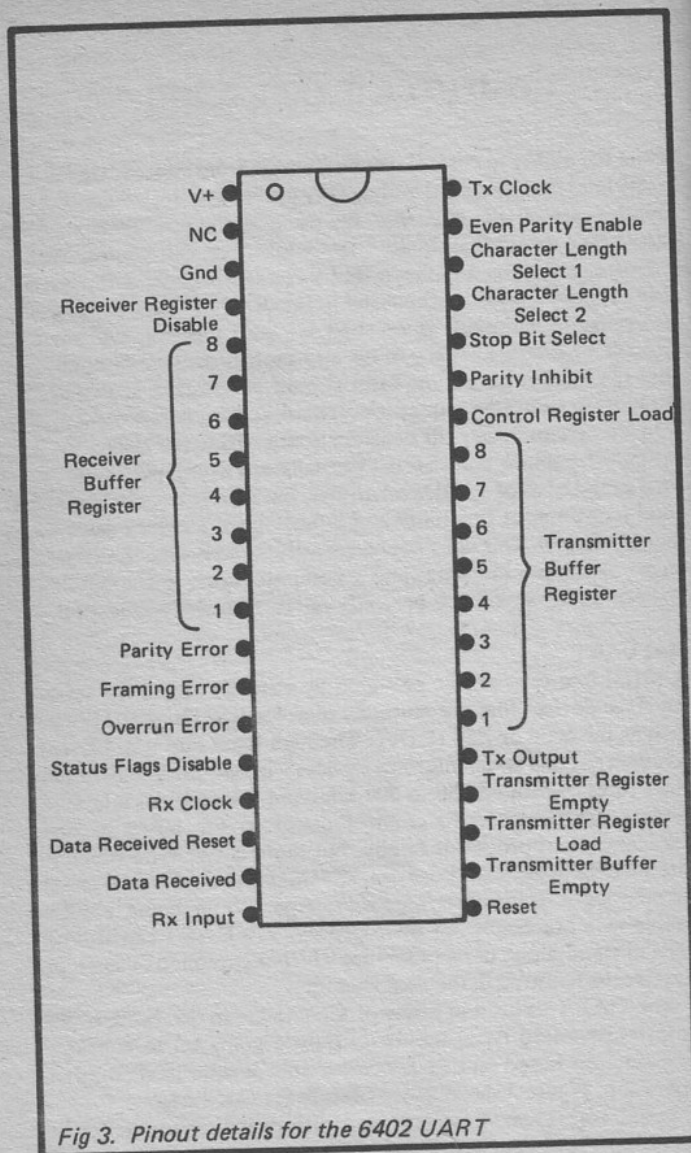 V+
NC
Gnd
Receiver Register
Disable
8
7
6
5
4
3
2
1
Receiver
Buffer
Register
Parity Error
Framing Error
Overrun Error
Status Flags Disable
Rx Clock
Data Received Reset
Data Received
Rx Input
Tx Clock
Even Parity Enable
Character Length
Select 1
Character Length
Select 2
Stop Bit Select
Parity Inhibit
Control Register Load
8
7
6
5
4
3
2
1
Transmitter
Buffer
Register
Tx Output
Transmitter Register
Empty
Transmitter Register
Load
Transmitter Buffer
Empty
Reset
Fig 3. Pinout details for the 6402 UART